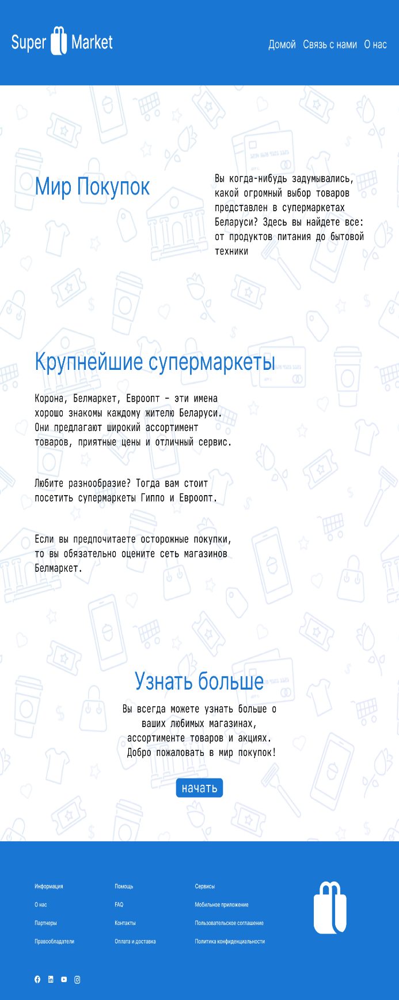 Super Market
Домой Связь с нами О нас
Мир Покупок
Вы когда-нибудь задумывались,
какой огромный выбор товаров
представлен в супермаркетах
Беларуси? Здесь вы найдете все:
от продуктов питания до бытовой
техники
Крупнейшие супермаркеты
Корона, Белмаркет, Евроопт – эти имена
хорошо знакомы каждому жителю Беларуси.
Они предлагают широкий ассортимент
товаров, приятные цены и отличный сервис.
Любите разнообразие? Тогда вам стоит
посетить супермаркеты Гиппо и Евроопт.
Если вы предпочитаете осторожные покупки,
то вы обязательно оцените сеть магазинов
Белмаркет.
Узнать больше
Вы всегда можете узнать больше о
ваших любимых магазинах,
ассортименте товаров и акциях.
Добро пожаловать в мир покупок!
начать
Информация
О нас
Партнеры
Правообладатели
Помощь
FAQ
Контакты
Оплата и доставка
Сервисы
Мобильное приложение
Пользовательское соглашение
Политика конфиденциальности